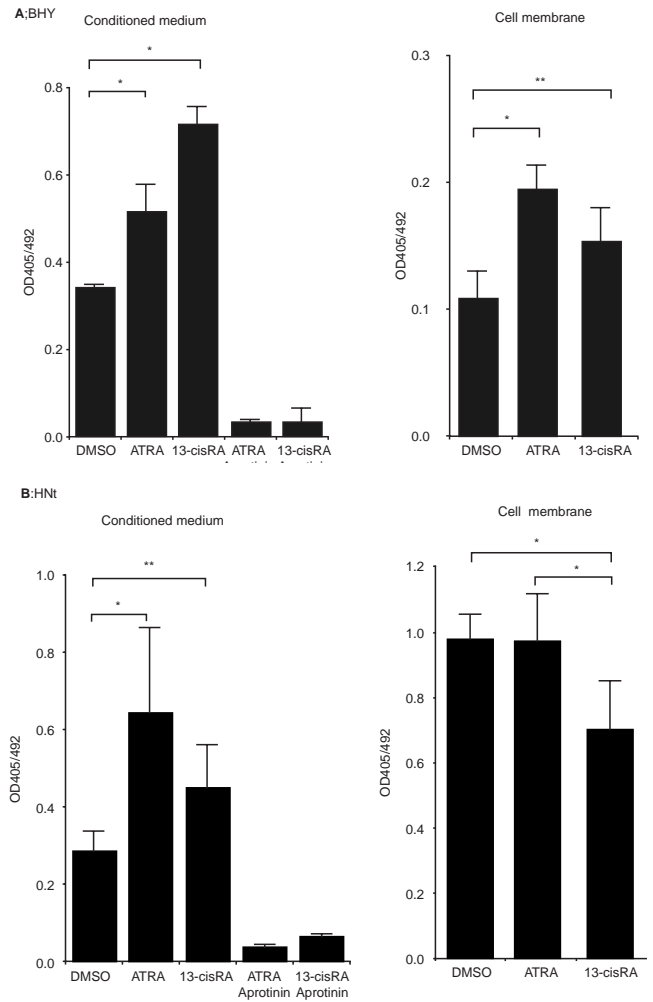 A;BHY
Conditioned medium
*
*
0.8
0.6
0.4
0.2
0.0
OD405/492
DMSO ATRA 13-cisRA ATRA 13-cisRA
Cell membrane
**
*
0.3
0.2
0.1
0.0
OD405/492
DMSO ATRA 13-cisRA
B:HNt
Conditioned medium
**
*
1.0
0.8
0.6
0.4
0.2
0.0
OD405/492
DMSO ATRA 13-cisRA ATRA 13-cisRA
Aprotinin Aprotinin
Cell membrane
*
*
1.2
1.0
0.8
0.6
0.4
0.2
0.0
OD405/492
DMSO ATRA 13-cisRA